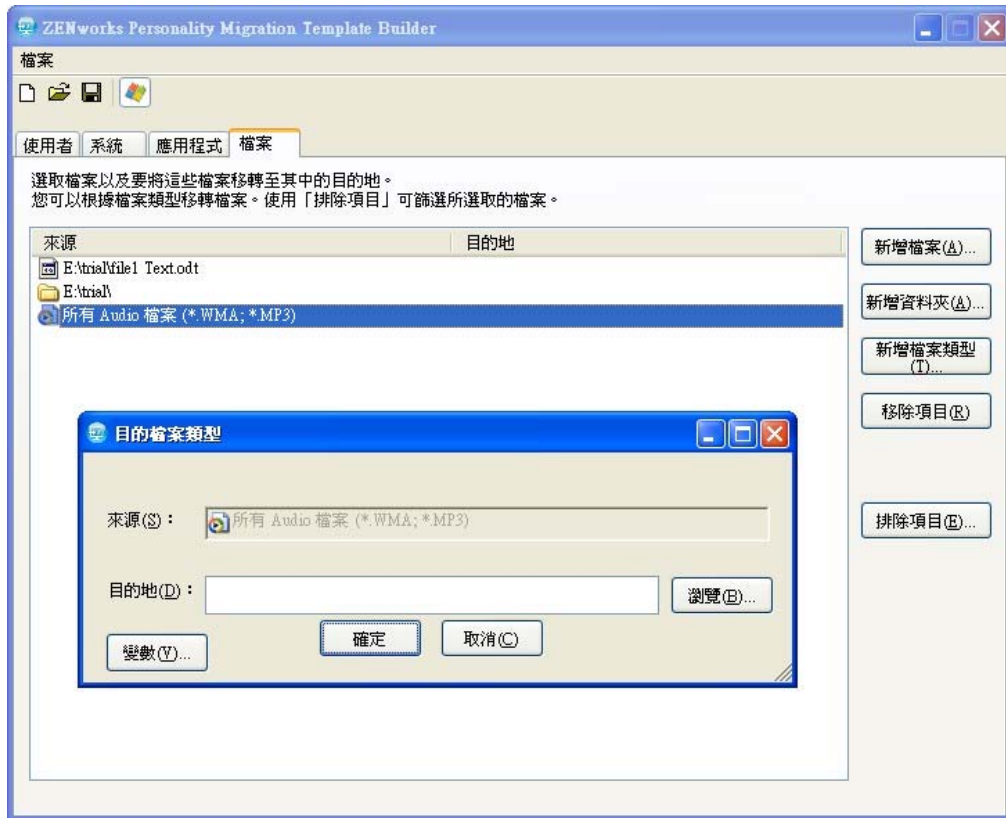 ZENworks Personality Migration Template Builder
檔案
使用者 系統 應用程式 檔案
選取檔案以及要將這些檔案移轉至其中的目的地。
您可以根據檔案類型移轉檔案。使用「排除項目」可篩選所選取的檔案。
來源 目的地
E:\trial\file1 Text.odt
E:\trial\
所有 Audio 檔案 (*.WMA; *.MP3)
新增檔案(A)...
新增資料夾(A)...
新增檔案類型
(T)...
移除項目(R)
排除項目(E)...
目的檔案類型
來源(S)：
所有 Audio 檔案 (*.WMA; *.MP3)
目的地(D)：
瀏覽(B)...
變數(V)...
確定
取消(C)